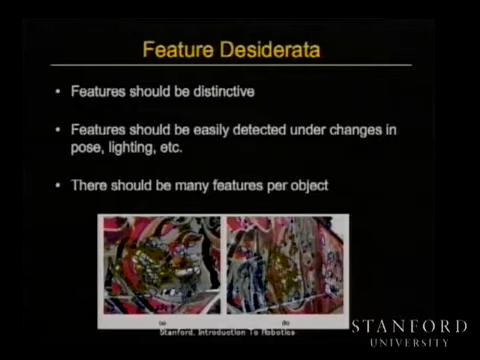 Feature Desiderata
• Features should be distinctive
• Features should be easily detected under changes in
pose, lighting, etc.
• There should be many features per object
(a)
(b)
Stanford, Introduction To Robotics
STANFORD
UNIVERSITY